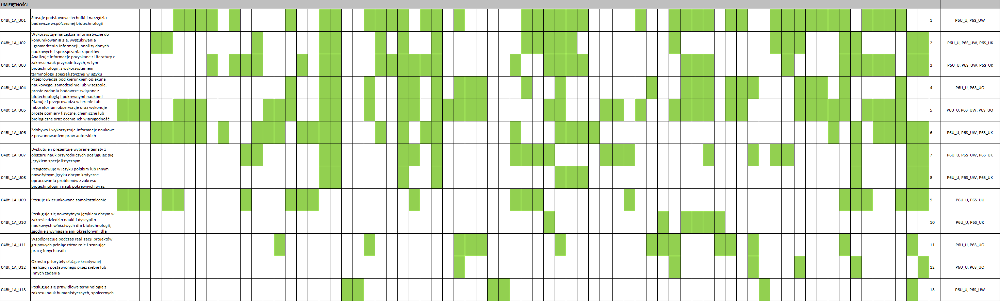 UMIEJĘTNOŚCI
04Bt_1A_U01
Stosuje podstawowe techniki i narzędzia
badawcze współczesnej biotechnologii
1
P6U_U, P6S_UW
04Bt_1A_U02
Wykorzystuje narzędzia informatyczne do
komunikowania się, wyszukiwania
i gromadzenia informacji, analizy danych
naukowych i sporządzania raportów
2
P6U_U, P6S_UW, P6S_UK
04Bt_1A_U03
Analizuje informacje pozyskane z literatury z
zakresu nauk przyrodniczych, w tym
biotechnologii, z wykorzystaniem
terminologii specjalistycznej w języku
3
P6U_U, P6S_UW, P6S_UK
04Bt_1A_U04
Przeprowadza pod kierunkiem opiekuna
naukowego, samodzielnie lub w zespole,
proste zadania badawcze związane z
biotechnologią i pokrewnymi naukami
4
P6U_U, P6S_UO
04Bt_1A_U05
Planuje i przeprowadza w terenie lub
laboratorium obserwacje oraz wykonuje
proste pomiary fizyczne, chemiczne lub
biologiczne oraz ocenia ich wiarygodność
5
P6U_U, P6S_UW, P6S_UO
04Bt_1A_U06
Zdobywa i wykorzystuje informacje naukowe
z poszanowaniem praw autorskich
6
P6U_U, P6S_UW, P6S_UK
04Bt_1A_U07
Dyskutuje i prezentuje wybrane tematy z
obszaru nauk przyrodniczych posługując się
językiem specjalistycznym
7
P6U_U, P6S_UW, P6S_UK
04Bt_1A_U08
Przygotowuje w języku polskim lub innym
nowożytnym języku obcym krytyczne
opracowania problemów z zakresu
biotechnologii i nauk pokrewnych wraz
8
P6U_U, P6S_UW, P6S_UK
04Bt_1A_U09
Stosuje ukierunkowane samokształcenie
9
P6U_U, P6S_UU
04Bt_1A_U10
Posługuje się nowożytnym językiem obcym w
zakresie dziedzin nauki i dyscyplin
naukowych właściwych dla biotechnologii,
zgodnie z wymaganiami określonymi dla
10
P6U_U, P6S_UK
04Bt_1A_U11
Współpracuje podczas realizacji projektów
grupowych pełniąc różne role i szanując
pracę innych osób
11
P6U_U, P6S_UO
04Bt_1A_U12
Określa priorytety służące kreatywnej
realizacji postawionego przez siebie lub
innych zadania
12
P6U_U, P6S_UO
04Bt_1A_U13
Posługuje się prawidłową terminologią z
zakresu nauk humanistycznych, społecznych
13
P6U_U, P6S_UW